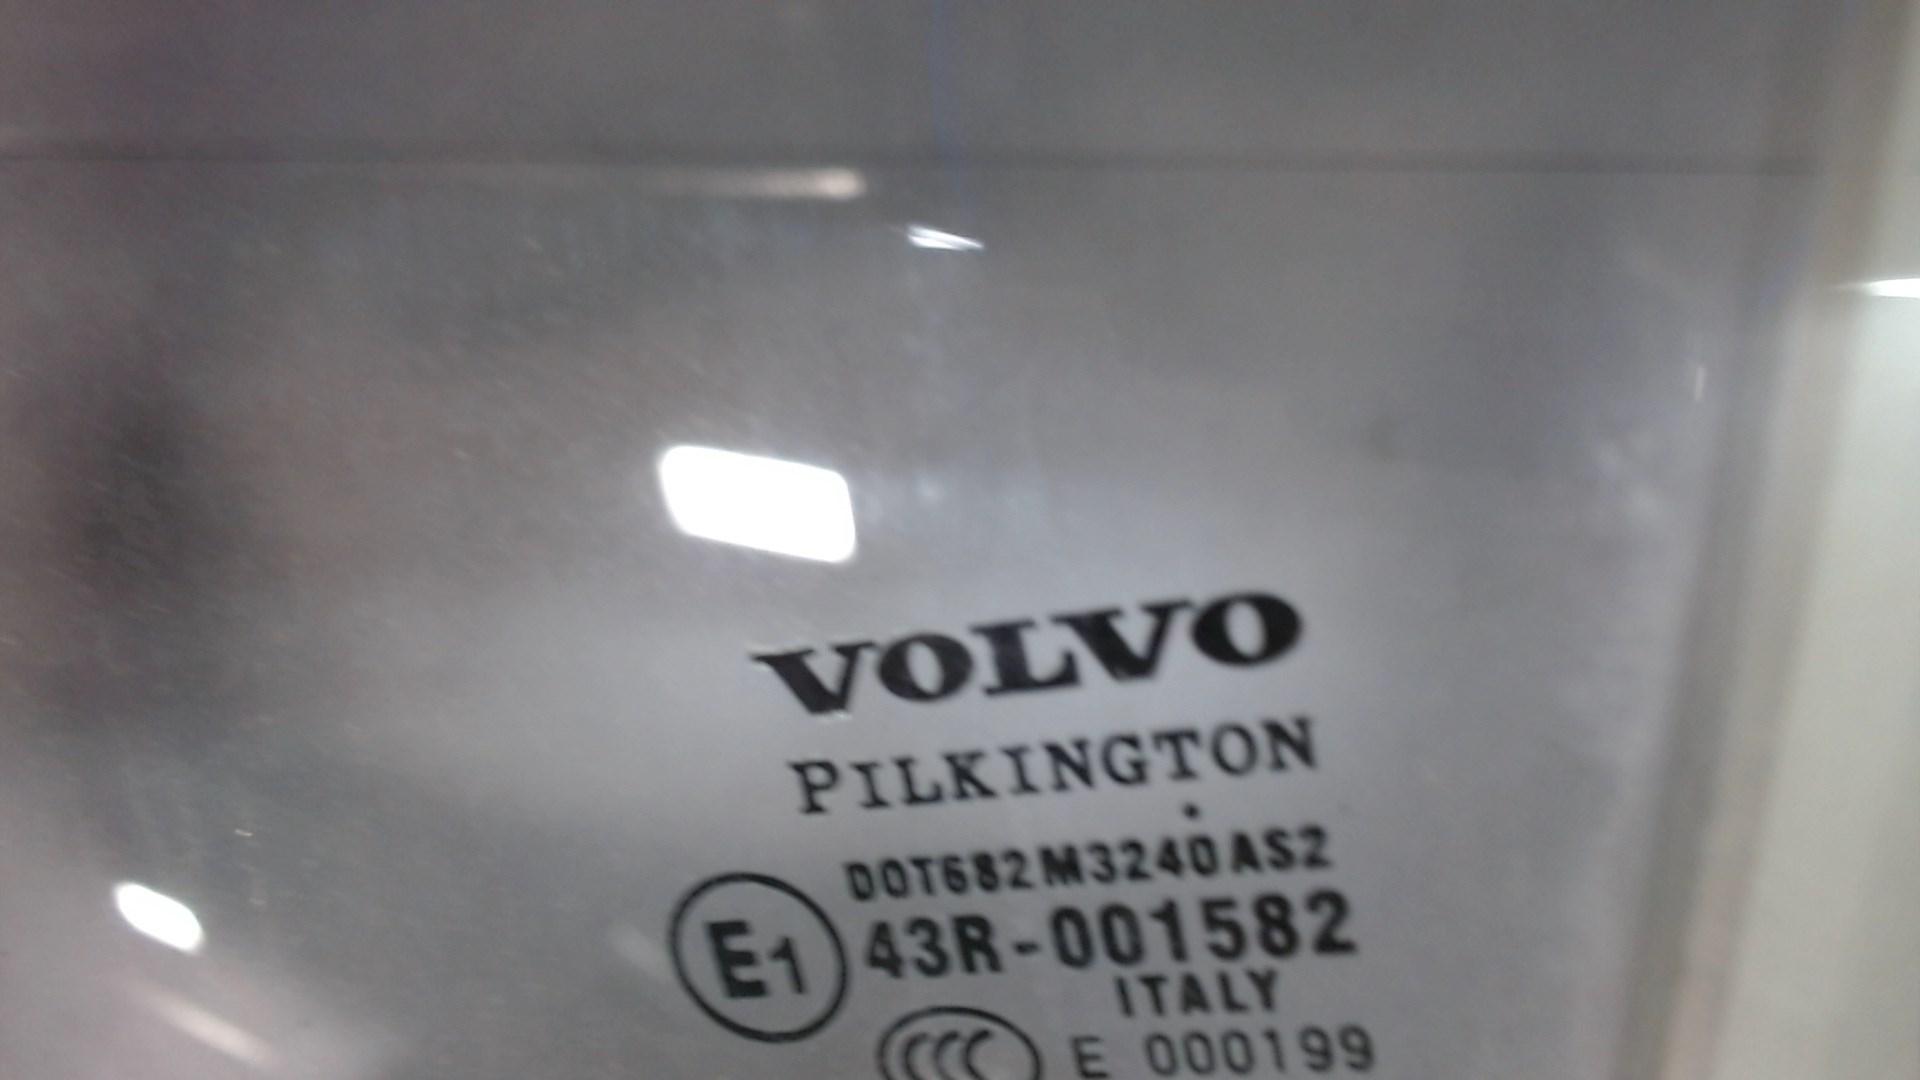 VOLVO
PILKINGTON
DOT682M3240AS2
E1 43R-001582
ITALY
CCC E 000199